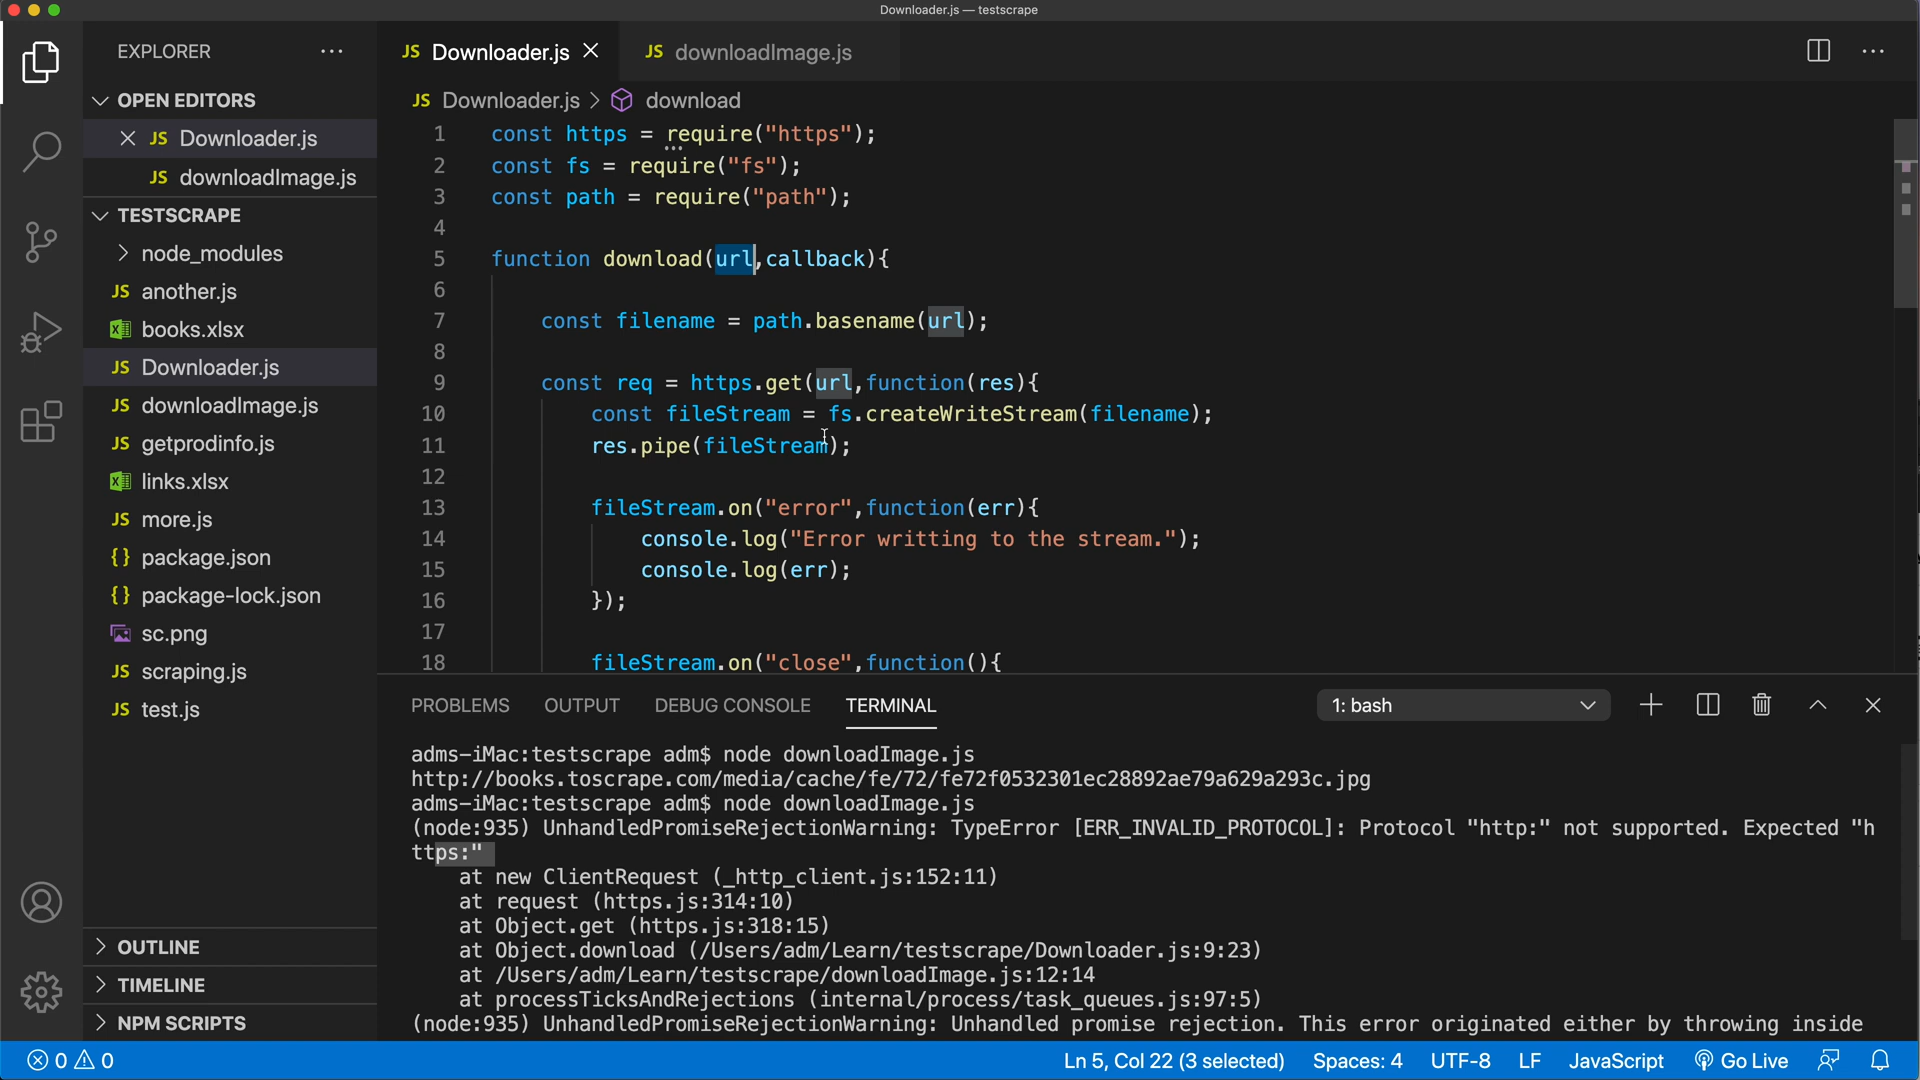 Downloader.js — testscrape
EXPLORER
OPEN EDITORS
JS Downloader.js
JS downloadImage.js
TESTSCRAPE
node_modules
JS another.js
books.xlsx
JS Downloader.js
JS downloadImage.js
JS getprodinfo.js
links.xlsx
JS more.js
{} package.json
{} package-lock.json
sc.png
JS scraping.js
JS test.js
OUTLINE
TIMELINE
NPM SCRIPTS
JS Downloader.js
JS downloadImage.js
JS Downloader.js > download
1 const https = require("https");
2 const fs = require("fs");
3 const path = require("path");
4
5 function download(url,callback){
6
7 const filename = path.basename(url);
8
9 const req = https.get(url,function(res){
10 const fileStream = fs.createWriteStream(filename);
11 res.pipe(fileStream);
12
13 fileStream.on("error",function(err){
14 console.log("Error writting to the stream.");
15 console.log(err);
16 });
17
18 fileStream.on("close",function(){
PROBLEMS OUTPUT DEBUG CONSOLE TERMINAL 1: bash
adms-iMac:testscrape adm$ node downloadImage.js
http://books.toscrape.com/media/cache/fe/72/fe72f0532301ec28892ae79a629a293c.jpg
adms-iMac:testscrape adm$ node downloadImage.js
(node:935) UnhandledPromiseRejectionWarning: TypeError [ERR_INVALID_PROTOCOL]: Protocol "http:" not supported. Expected "h
ttps:"
at new ClientRequest (_http_client.js:152:11)
at request (https.js:314:10)
at Object.get (https.js:318:15)
at Object.download (/Users/adm/Learn/testscrape/Downloader.js:9:23)
at /Users/adm/Learn/testscrape/downloadImage.js:12:14
at processTicksAndRejections (internal/process/task_queues.js:97:5)
(node:935) UnhandledPromiseRejectionWarning: Unhandled promise rejection. This error originated either by throwing inside
0 0 Ln 5, Col 22 (3 selected) Spaces: 4 UTF-8 LF JavaScript Go Live